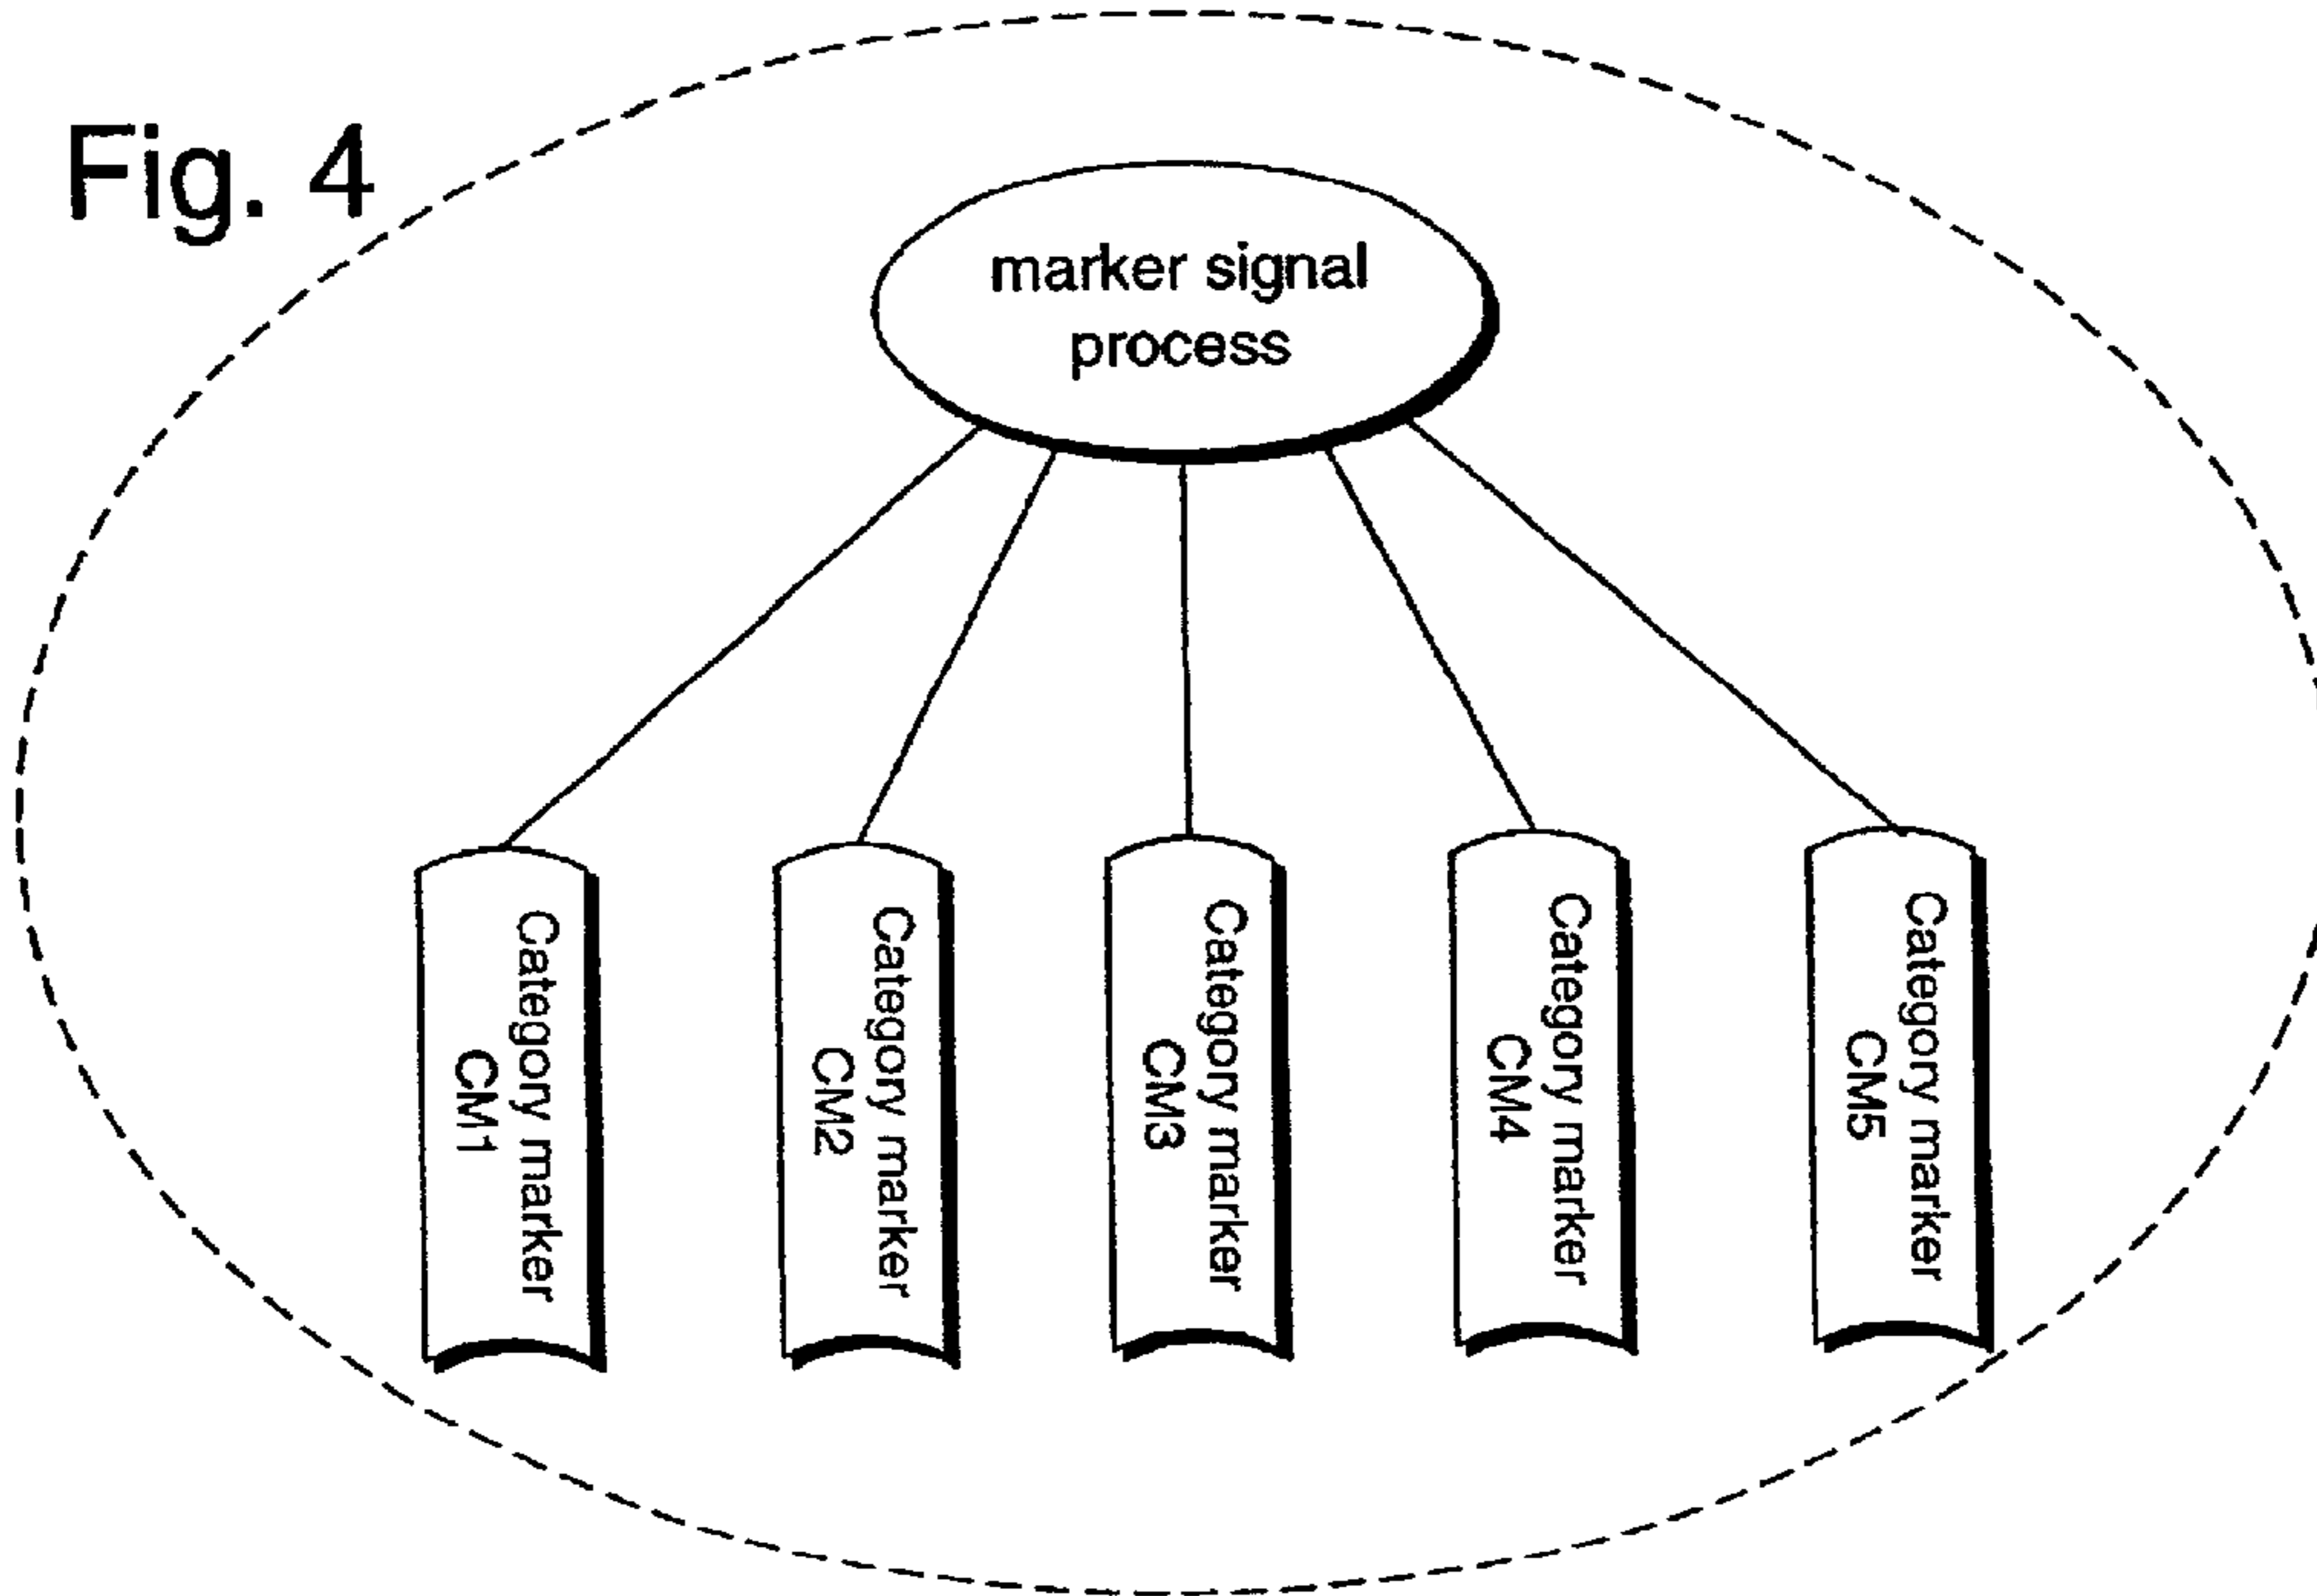 Fig. 4
marker signal
process
Category marker
CM1
Category marker
CM2
Category marker
CM3
Category marker
CM4
Category marker
CM5